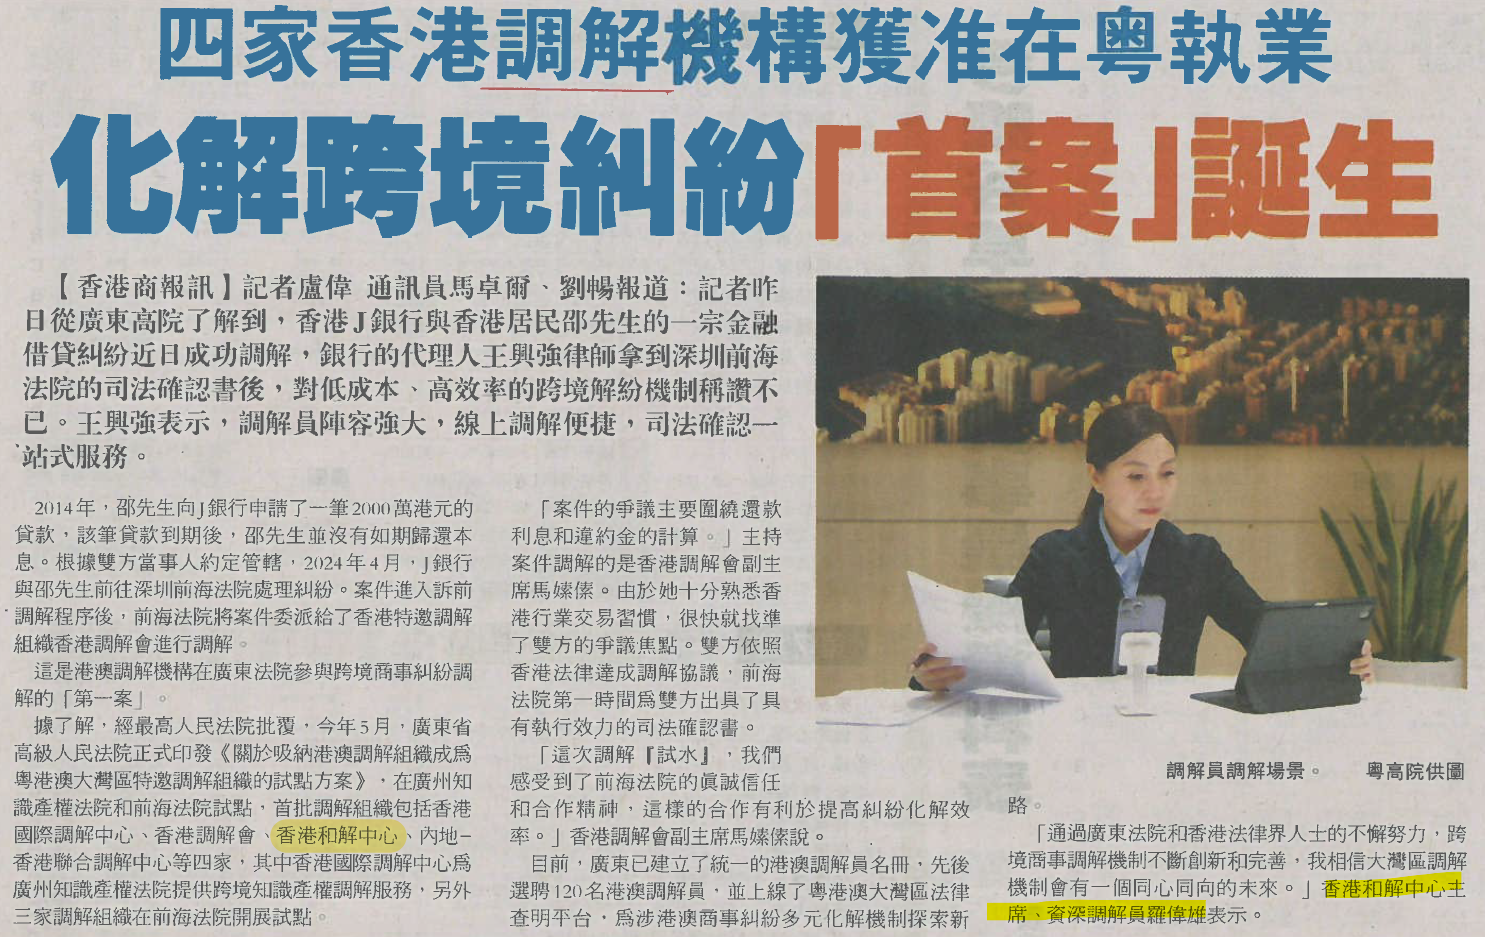 四家香港調解機構獲准在粵執業
化解跨境糾紛「首案」誕生
【香港商報訊】記者盧偉 通訊員馬卓爾、劉暢報道：記者昨
日從廣東高院了解到，香港J銀行與香港居民邵先生的一宗金融
借貸糾紛近日成功調解，銀行的代理人王興強律師拿到深圳前海
法院的司法確認書後，對低成本、高效率的跨境解紛機制稱讚不
已。王興強表示，調解員陣容強大，線上調解便捷，司法確認一
站式服務。
2014年，邵先生向J銀行申請了一筆2000萬港元的
貸款，該筆貸款到期後，邵先生並沒有如期歸還本
息。根據雙方當事人約定管轄，2024年4月，J銀行
與邵先生前往深圳前海法院處理糾紛。案件進入訴前
調解程序後，前海法院將案件委派給了香港特邀調解
組織香港調解會進行調解。
這是港澳調解機構在廣東法院參與跨境商事糾紛調
解的「第一案」。
據了解，經最高人民法院批覆，今年5月，廣東省
高級人民法院正式印發《關於吸納港澳調解組織成為
粵港澳大灣區特邀調解組織的試點方案》，在廣州知
識產權法院和前海法院試點，首批調解組織包括香港
國際調解中心、香港調解會、香港和解中心、內地－
香港聯合調解中心等四家，其中香港國際調解中心為
廣州知識產權法院提供跨境知識產權調解服務，另外
三家調解組織在前海法院開展試點。
「案件的爭議主要圍繞還款
利息和違約金的計算。」主持
案件調解的是香港調解會副主
席馬嫊傃。由於她十分熟悉香
港行業交易習慣，很快就找準
了雙方的爭議焦點。雙方依照
香港法律達成調解協議，前海
法院第一時間為雙方出具了具
有執行效力的司法確認書。
「這次調解『試水』，我們
感受到了前海法院的真誠信任
和合作精神，這樣的合作有利於提高糾紛化解效
率。」香港調解會副主席馬嫊傃說。
目前，廣東已建立了統一的港澳調解員名冊，先後
選聘120名港澳調解員，並上線了粵港澳大灣區法律
查明平台，為涉港澳商事糾紛多元化解機制探索新
調解員調解場景。 粵高院供圖
路。
「通過廣東法院和香港法律界人士的不懈努力，跨
境商事調解機制不斷創新和完善，我相信大灣區調解
機制會有一個同心同向的未來。」香港和解中心主
席、資深調解員羅偉雄表示。